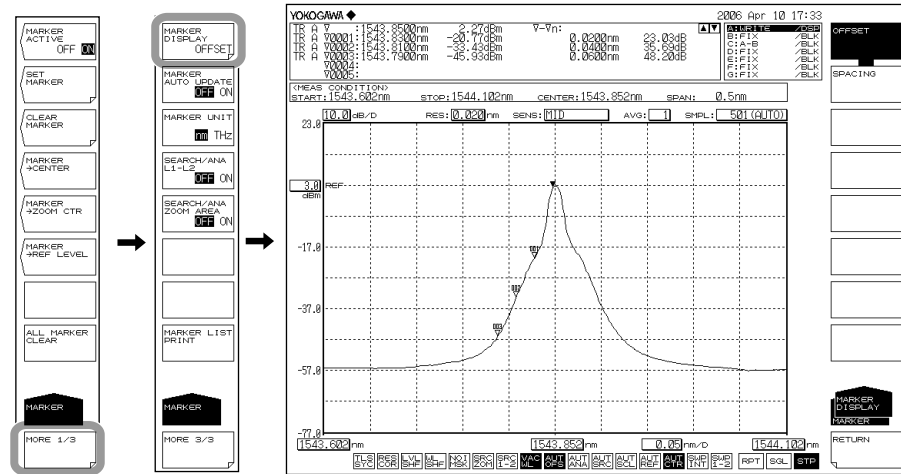 MARKER
ACTIVE
OFF ON
SET
MARKER
CLEAR
MARKER
MARKER
→CENTER
MARKER
→ZOOM CTR
MARKER
→REF LEVEL
ALL MARKER
CLEAR
MARKER
MORE 1/3
MARKER
DISPLAY
OFFSET
MARKER
AUTO UPDATE
OFF ON
MARKER UNIT
nm THz
SEARCH/ANA
L1-L2
OFF ON
SEARCH/ANA
ZOOM AREA
OFF ON
MARKER LIST
PRINT
MARKER
MORE 3/3
YOKOGAWA ◆ 2006 Apr 10 17:33
TR A ∇ :1543.8500nm 2.27dBm ∇-∇n:
TR A ∇0001:1543.8300nm -20.77dBm 0.0200nm 23.03dB
TR A ∇0002:1543.8100nm -33.43dBm 0.0400nm 35.69dB
TR A ∇0003:1543.7900nm -45.93dBm 0.0600nm 48.20dB
∇0004:
∇0005:
A:WRITE /DSP
B:FIX /BLK
C:A-B /BLK
D:FIX /BLK
E:FIX /BLK
F:FIX /BLK
G:FIX /BLK
<MEAS CONDITION>
START:1543.602nm STOP:1544.102nm CENTER:1543.852nm SPAN: 0.5nm
10.0 dB/D RES: 0.020 nm SENS: MID AVG: 1 SMPL: 501(AUTO)
23.0
3.0 REF
dBm
-17.0
-37.0
-57.0
-77.0
001
002
003
1543.602 nm 1543.852 nm 0.05 nm/D 1544.102 nm
TLS SYC
RES COR
LVL SHF
WL SHF
NOI MSK
SRC ZOM
SRC 1-2
VAC WL
AUT OFS
AUT ANA
AUT SRC
AUT SCL
AUT REF
AUT CTR
SWP INT
SWP 1-2
RPT SGL STP
OFFSET
SPACING
MARKER
DISPLAY
MARKER
RETURN